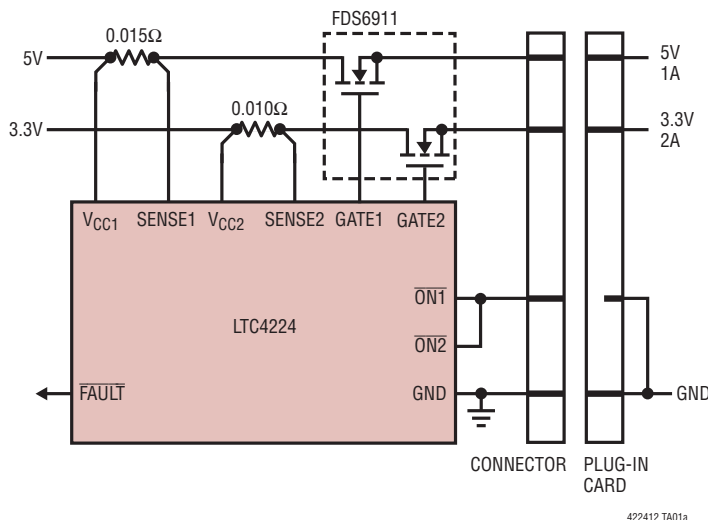 FDS6911
0.015Ω
5V
5V
1A
0.010Ω
3.3V
3.3V
2A
VCC1 SENSE1 VCC2 SENSE2 GATE1 GATE2
ON1
LTC4224
ON2
FAULT
GND
GND
CONNECTOR
PLUG-IN
CARD
422412 TA01a